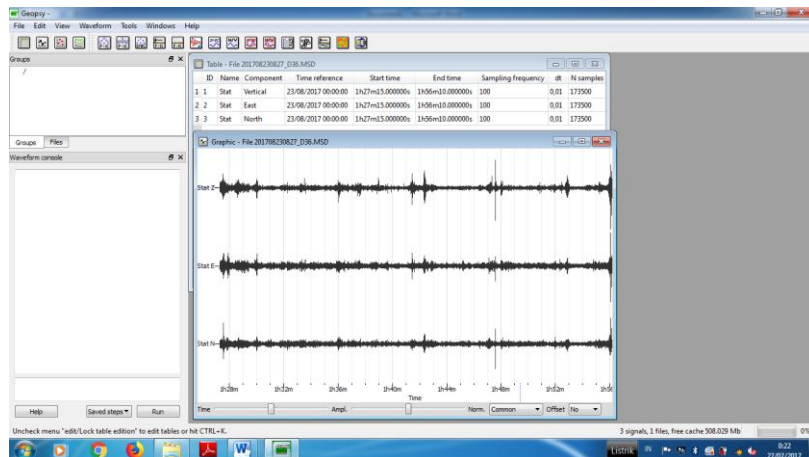 Geopsy -
File Edit View Waveform Tools Windows Help
Groups
/
Groups Files
Waveform console
Help Saved steps Run
Table - File 201708230827_D36.MSD
ID Name Component Time reference Start time End time Sampling frequency dt N samples
1 1 Stat Vertical 23/08/2017 00:00:00 1h27m15.000000s 1h56m10.000000s 100 0,01 173500
2 2 Stat East 23/08/2017 00:00:00 1h27m15.000000s 1h56m10.000000s 100 0,01 173500
3 3 Stat North 23/08/2017 00:00:00 1h27m15.000000s 1h56m10.000000s 100 0,01 173500
Graphic - File 201708230827_D36.MSD
Stat Z
Stat E
Stat N
1h28m 1h32m 1h36m 1h40m 1h44m 1h48m 1h52m 1h56
Time
Time Ampl. Norm. Common Offset No
Uncheck menu "edit/Lock table edition" to edit tables or hit CTRL+K.
3 signals, 1 files, free cache 508.029 Mb 0%
Listrik
0:22